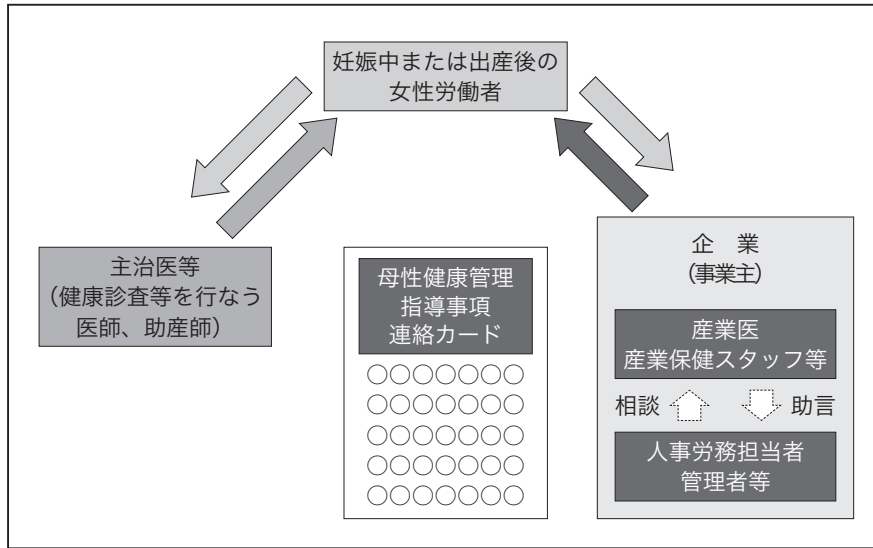 妊娠中または出産後の
女性労働者
主治医等
（健康診査等を行なう
医師、助産師）
母性健康管理
指導事項
連絡カード
○○○○○○○
○○○○○○○
○○○○○○○
○○○○○○○
○○○○○○○
企　業
（事業主）
産業医
産業保健スタッフ等
相談
助言
人事労務担当者
管理者等